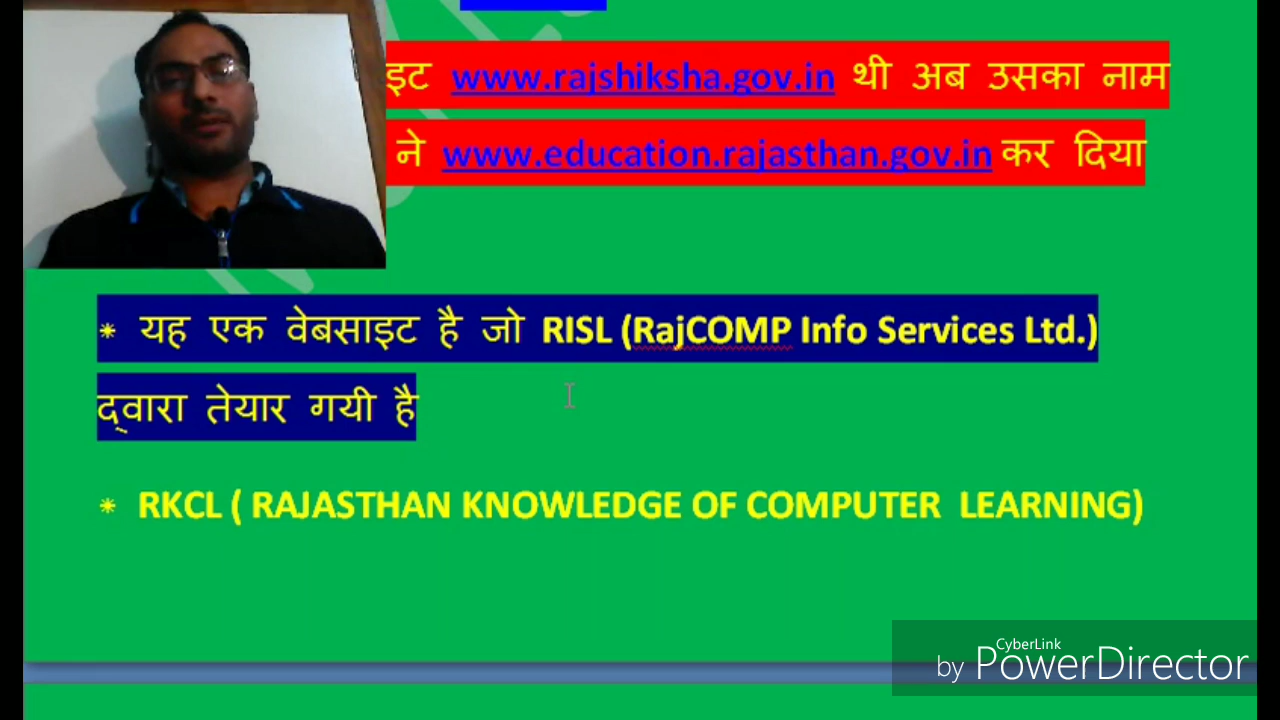 इट www.rajshiksha.gov.in थी अब उसका नाम
ने www.education.rajasthan.gov.in कर दिया
* यह एक वेबसाइट है जो RISL (RajCOMP Info Services Ltd.)
द्वारा तेयार गयी है
* RKCL ( RAJASTHAN KNOWLEDGE OF COMPUTER LEARNING)
CyberLink
by PowerDirector